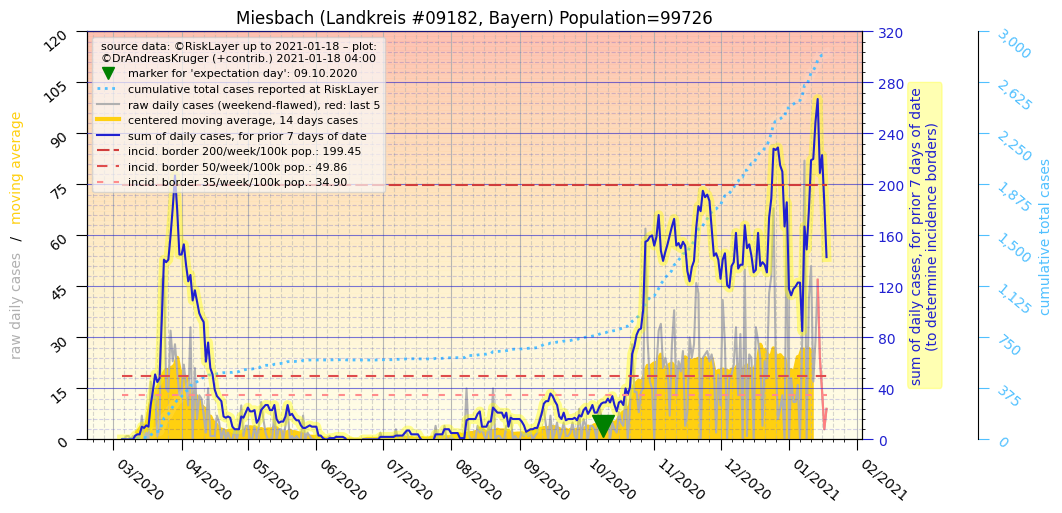 Miesbach (Landkreis #09182, Bayern) Population=99726
source data: ©RiskLayer up to 2021-01-18 – plot:
©DrAndreasKruger (+contrib.) 2021-01-18 04:00
marker for 'expectation day': 09.10.2020
cumulative total cases reported at RiskLayer
raw daily cases (weekend-flawed), red: last 5
centered moving average, 14 days cases
sum of daily cases, for prior 7 days of date
incid. border 200/week/100k pop.: 199.45
incid. border 50/week/100k pop.: 49.86
incid. border 35/week/100k pop.: 34.90
raw daily cases / moving average
120
105
90
75
60
45
30
15
0
320
280
240
200
160
120
80
40
0
sum of daily cases, for prior 7 days of date
(to determine incidence borders)
3,000
2,625
2,250
1,875
1,500
1,125
750
375
0
cumulative total cases
03/2020
04/2020
05/2020
06/2020
07/2020
08/2020
09/2020
10/2020
11/2020
12/2020
01/2021
02/2021